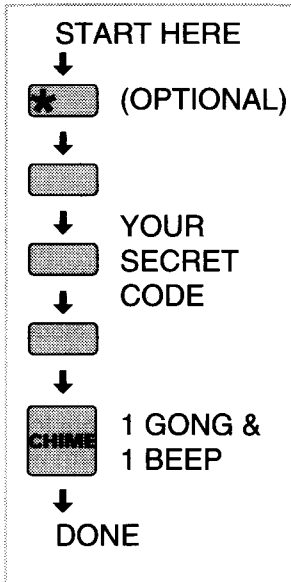 START HERE
* (OPTIONAL)
YOUR
SECRET
CODE
CHIME
1 GONG &
1 BEEP
DONE